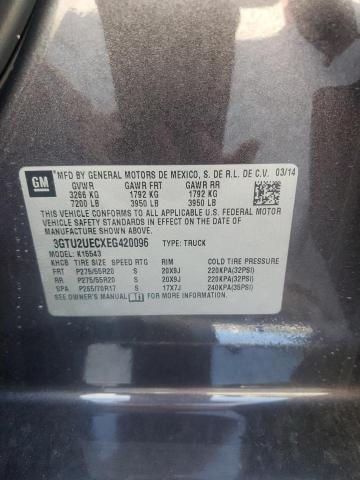 GM
MFD BY GENERAL MOTORS DE MEXICO, S. DE R.L. DE C.V. 03/14
GVWR GAWR FRT GAWR RR
3266 KG 1792 KG 1792 KG
7200 LB 3950 LB 3950 LB
THIS VEHICLE CONFORMS TO ALL APPLICABLE U.S. FEDERAL MOTOR
VEHICLE SAFETY AND THEFT PREVENTION STANDARDS IN EFFECT ON
THE DATE OF MANUFACTURE SHOWN ABOVE.
3GTU2UECXEG420096 TYPE: TRUCK
MODEL: K15543
KHCB TIRE SIZE SPEED RTG RIM COLD TIRE PRESSURE
FRT P275/55R20 S 20X9J 220KPA(32PSI)
RR P275/55R20 S 20X9J 220KPA(32PSI)
SPA P265/70R17 S 17X7J 240KPA(35PSI)
SEE OWNER'S MANUAL FOR MORE INFORMATION.